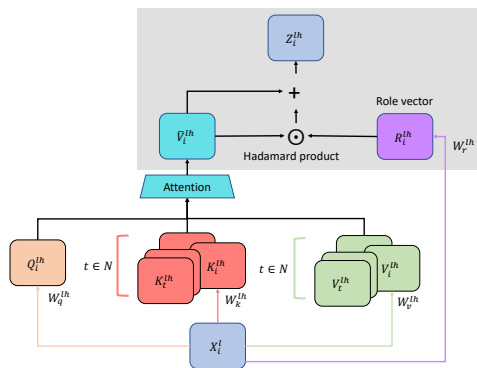 Z_i^{lh}
+
Role vector
V̄_i^{lh}
⊙
R_i^{lh}
Hadamard product
W_r^{lh}
Attention
Q_i^{lh}
t ∈ N
K_t^{lh}
K_i^{lh}
t ∈ N
V_t^{lh}
V_i^{lh}
W_q^{lh}
W_k^{lh}
W_v^{lh}
X_i^l